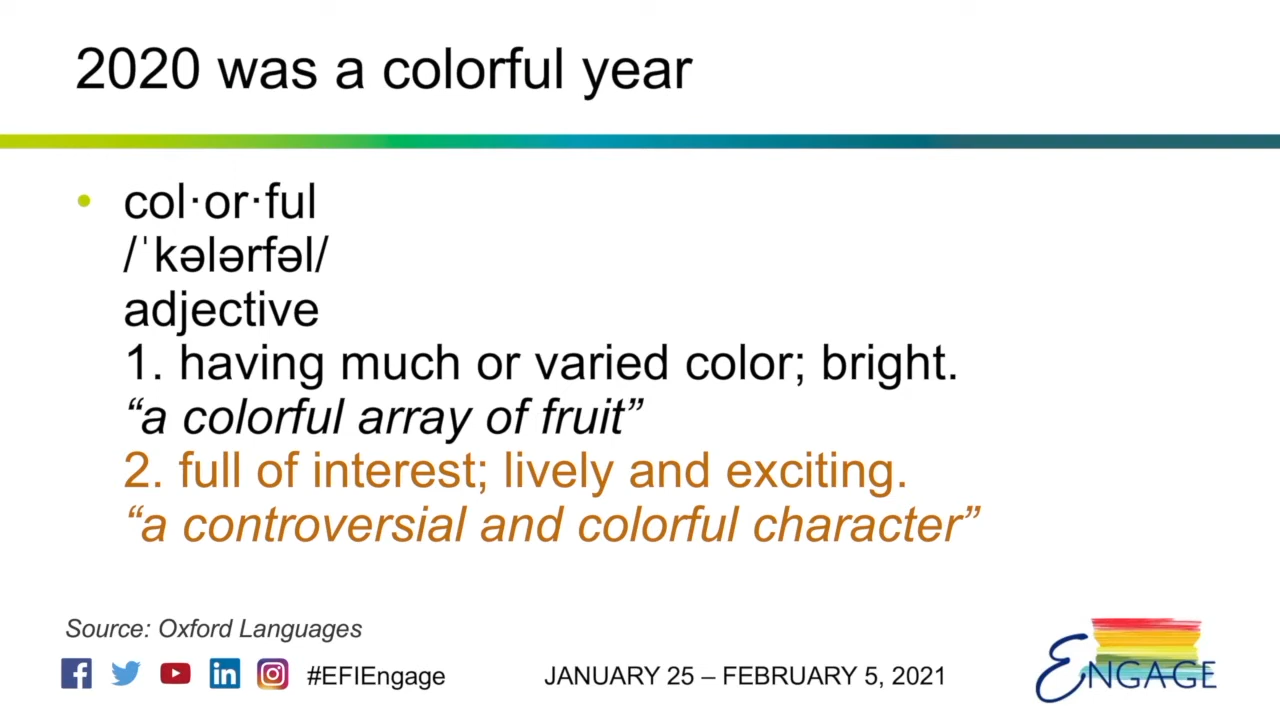 2020 was a colorful year
• col·or·ful
/ˈkələrfəl/
adjective
1. having much or varied color; bright.
“a colorful array of fruit”
2. full of interest; lively and exciting.
“a controversial and colorful character”
Source: Oxford Languages
#EFIEngage
JANUARY 25 – FEBRUARY 5, 2021
ENGAGE